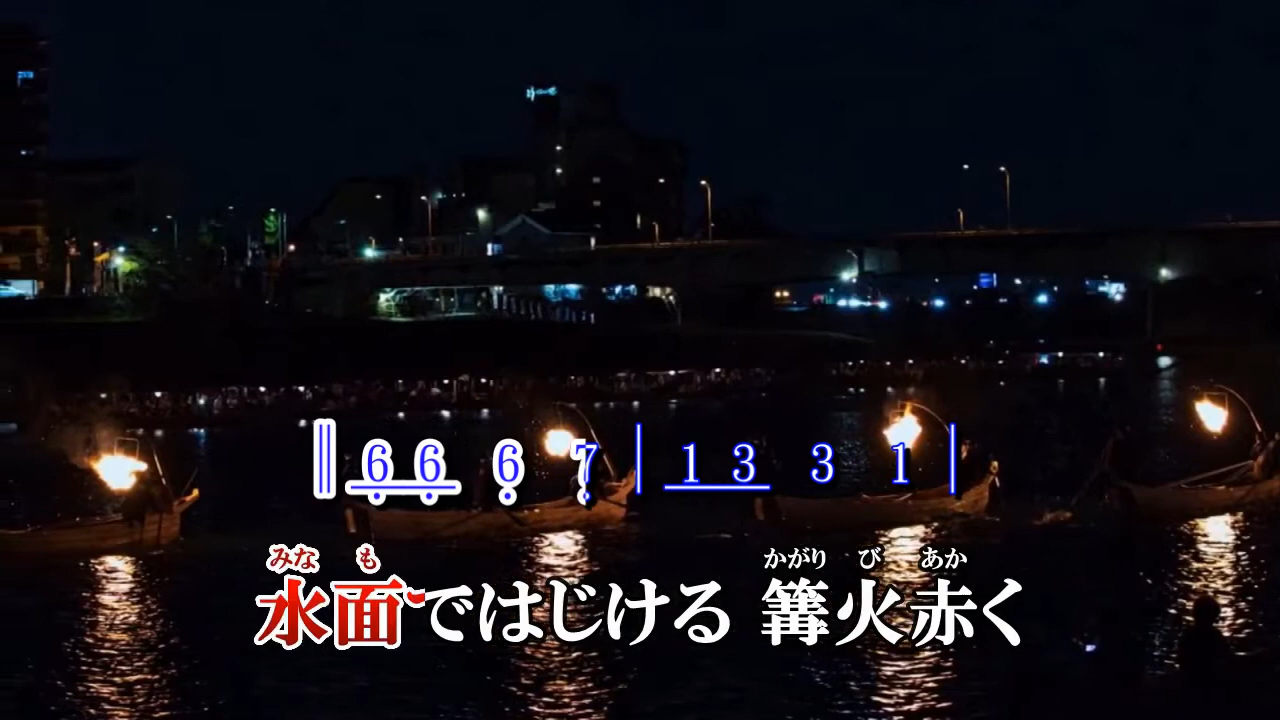 66 6 7 | 13 3 1 |
みな も かがり び あか
水面ではじける 篝火赤く